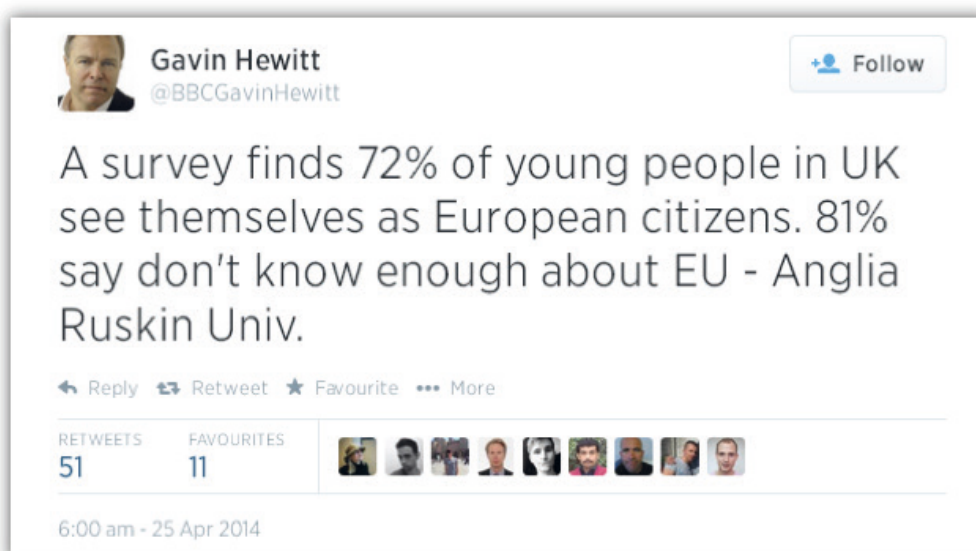 Gavin Hewitt
@BBCGavinHewitt
Follow
A survey finds 72% of young people in UK
see themselves as European citizens. 81%
say don't know enough about EU - Anglia
Ruskin Univ.
Reply Retweet Favourite More
RETWEETS FAVOURITES
51 11
6:00 am - 25 Apr 2014